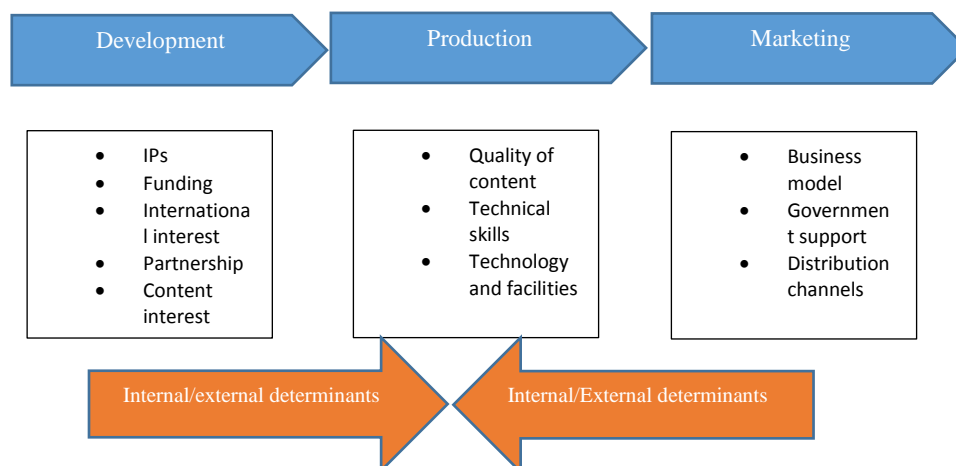 Development
Production
Marketing
• IPs
• Funding
• Internationa
l interest
• Partnership
• Content
interest
• Quality of
content
• Technical
skills
• Technology
and facilities
• Business
model
• Governmen
t support
• Distribution
channels
Internal/external determinants
Internal/External determinants